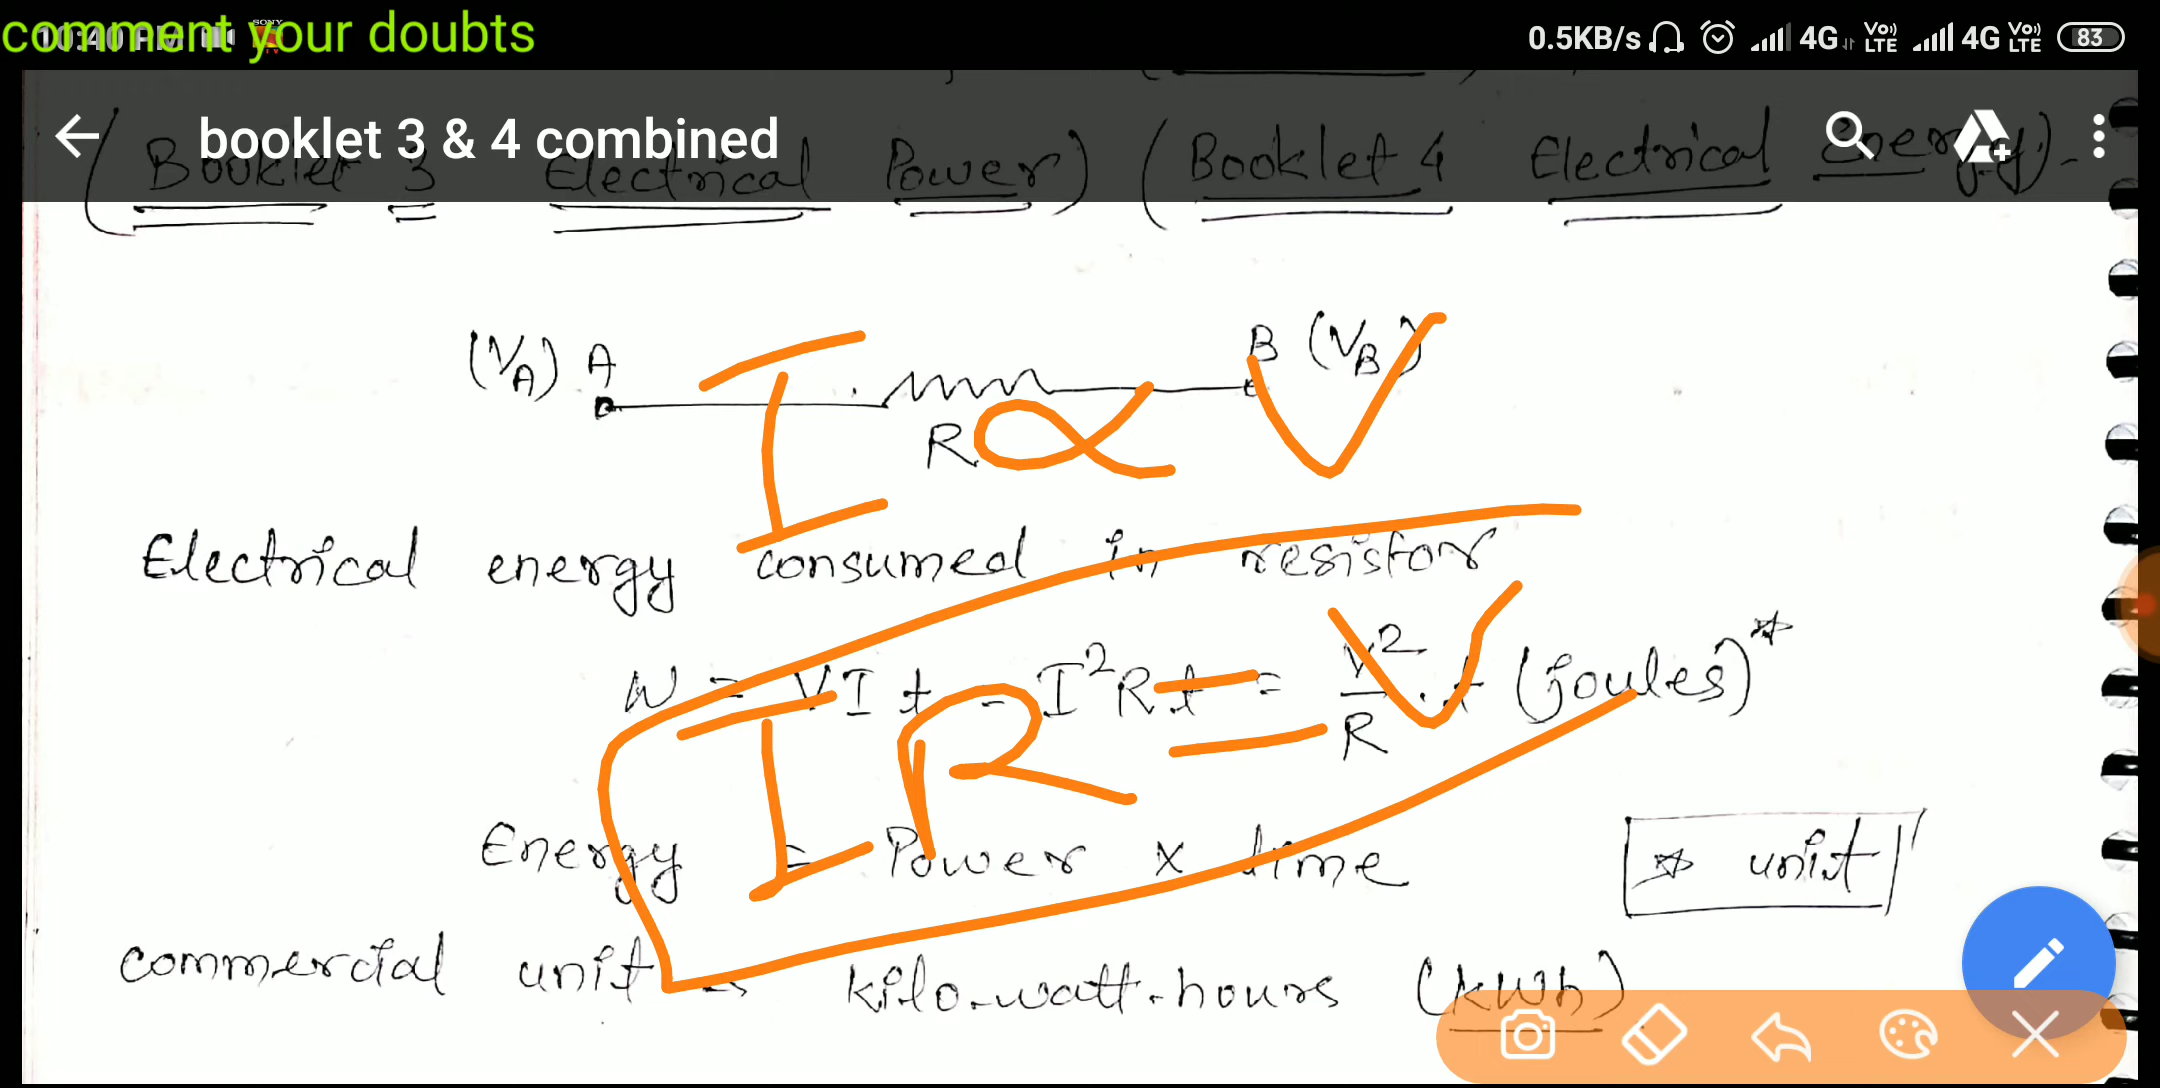 comment your doubts
0.5KB/s 4G VoLTE 4G VoLTE 83
booklet 3 & 4 combined
(Booklet 3 Electrical Power) (Booklet 4 Electrical Energy)
(VA) A B (VB)
R
I ∝ V
Electrical energy consumed in resistor
W = VIt = I²Rt = V²/R . t (joules)*
IR = V
Energy = Power x time
* unit
commercial unit → kilo-watt-hours (kWh)